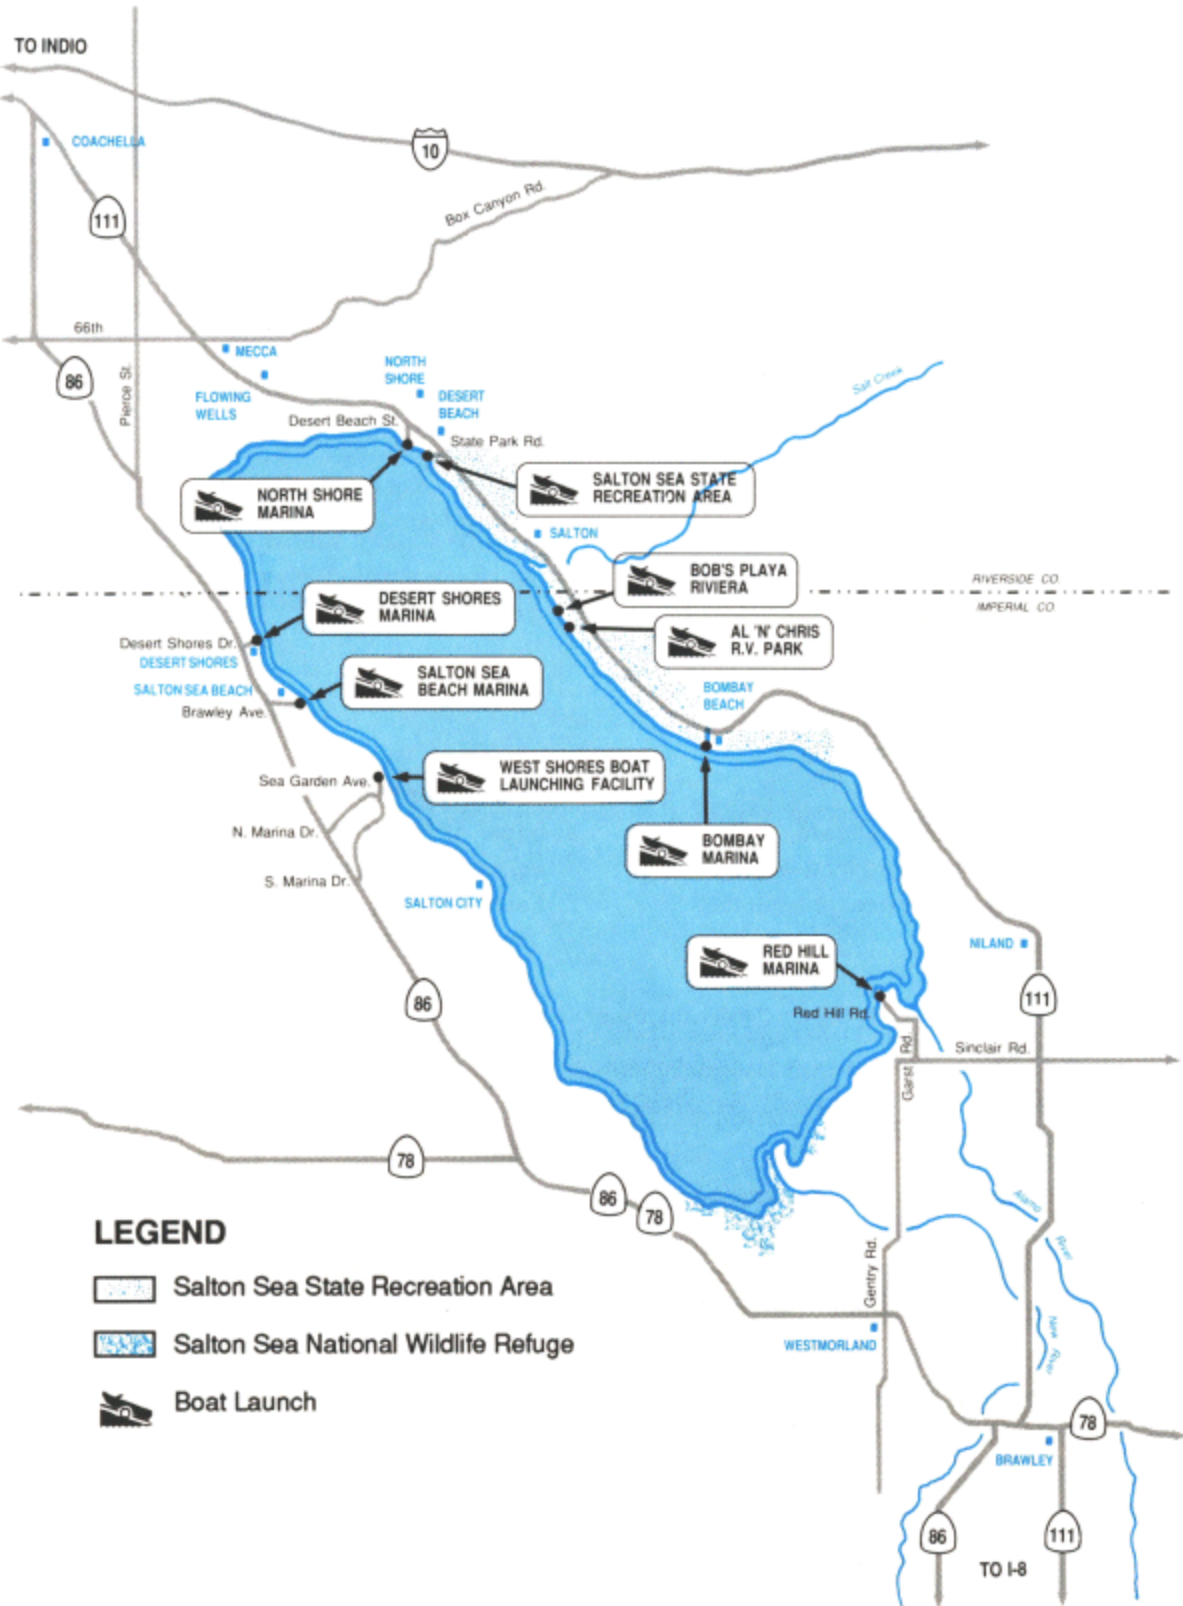 TO INDIO
COACHELLA
10
Box Canyon Rd.
111
66th
86
Pierce St.
MECCA
FLOWING
WELLS
NORTH
SHORE
DESERT
BEACH
Salt Creek
Desert Beach St.
State Park Rd.
NORTH SHORE
MARINA
SALTON SEA STATE
RECREATION AREA
SALTON
BOB'S PLAYA
RIVIERA
RIVERSIDE CO.
IMPERIAL CO.
DESERT SHORES
MARINA
AL 'N' CHRIS
R.V. PARK
Desert Shores Dr.
DESERT SHORES
SALTON SEA
BEACH MARINA
SALTON SEA BEACH
Brawley Ave.
BOMBAY
BEACH
WEST SHORES BOAT
LAUNCHING FACILITY
Sea Garden Ave.
N. Marina Dr.
S. Marina Dr.
BOMBAY
MARINA
SALTON CITY
RED HILL
MARINA
NILAND
86
111
Red Hill Rd.
Garst Rd.
Sinclair Rd.
78
86
78
Alamo River
Gentry Rd.
New River
WESTMORLAND
LEGEND
Salton Sea State Recreation Area
Salton Sea National Wildlife Refuge
Boat Launch
78
BRAWLEY
86
111
TO I-8